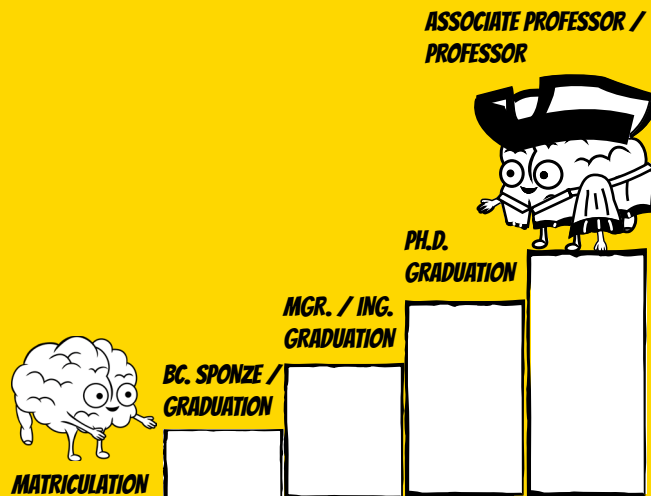 ASSOCIATE PROFESSOR /
PROFESSOR
PH.D.
GRADUATION
MGR. / ING.
GRADUATION
BC. SPONZE /
GRADUATION
MATRICULATION